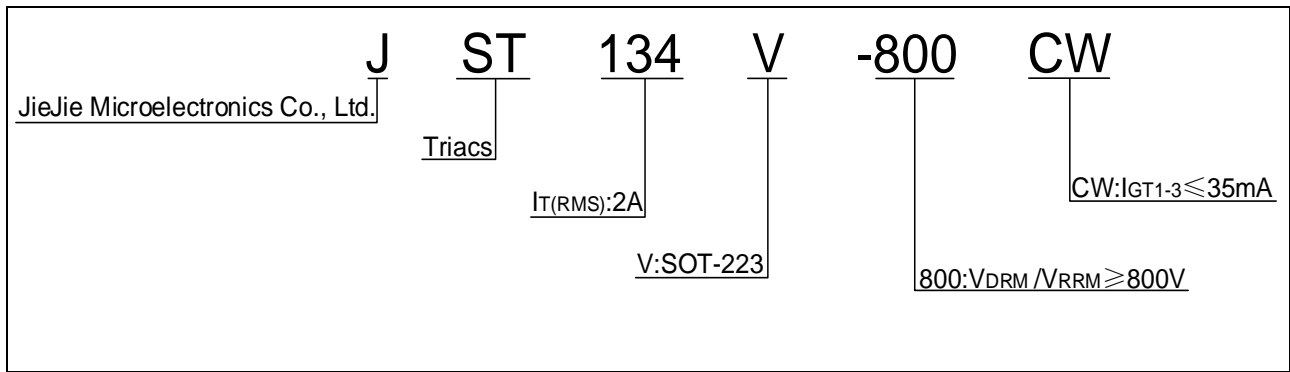 J ST 134 V -800 CW
JieJie Microelectronics Co., Ltd.
Triacs
CW:IGT1-3≤35mA
IT(RMS):2A
V:SOT-223
800:VDRM /VRRM≥800V